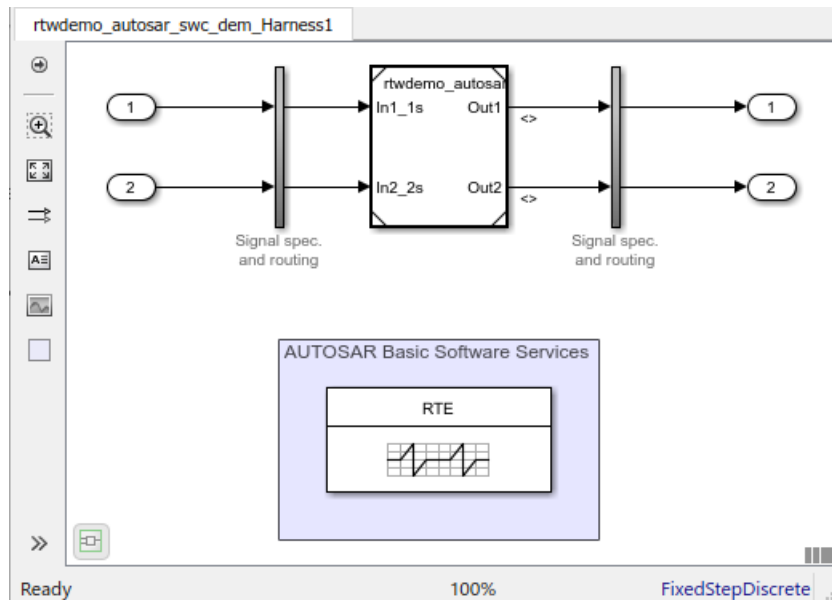 rtwdemo_autosar_swc_dem_Harness1
rtwdemo_autosar
1
In1_1s
Out1
<>
1
2
In2_2s
Out2
<>
2
Signal spec.
and routing
Signal spec.
and routing
AUTOSAR Basic Software Services
RTE
A
Ready
100%
FixedStepDiscrete